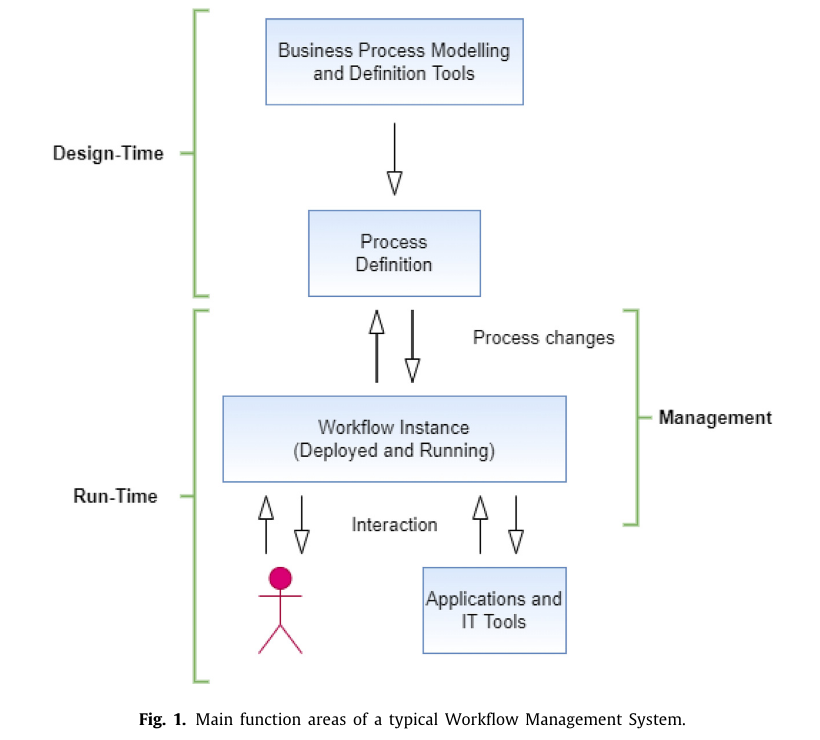 Business Process Modelling
and Definition Tools
Design-Time
Process
Definition
Process changes
Management
Workflow Instance
(Deployed and Running)
Run-Time
Interaction
Applications and
IT Tools
Fig. 1. Main function areas of a typical Workflow Management System.